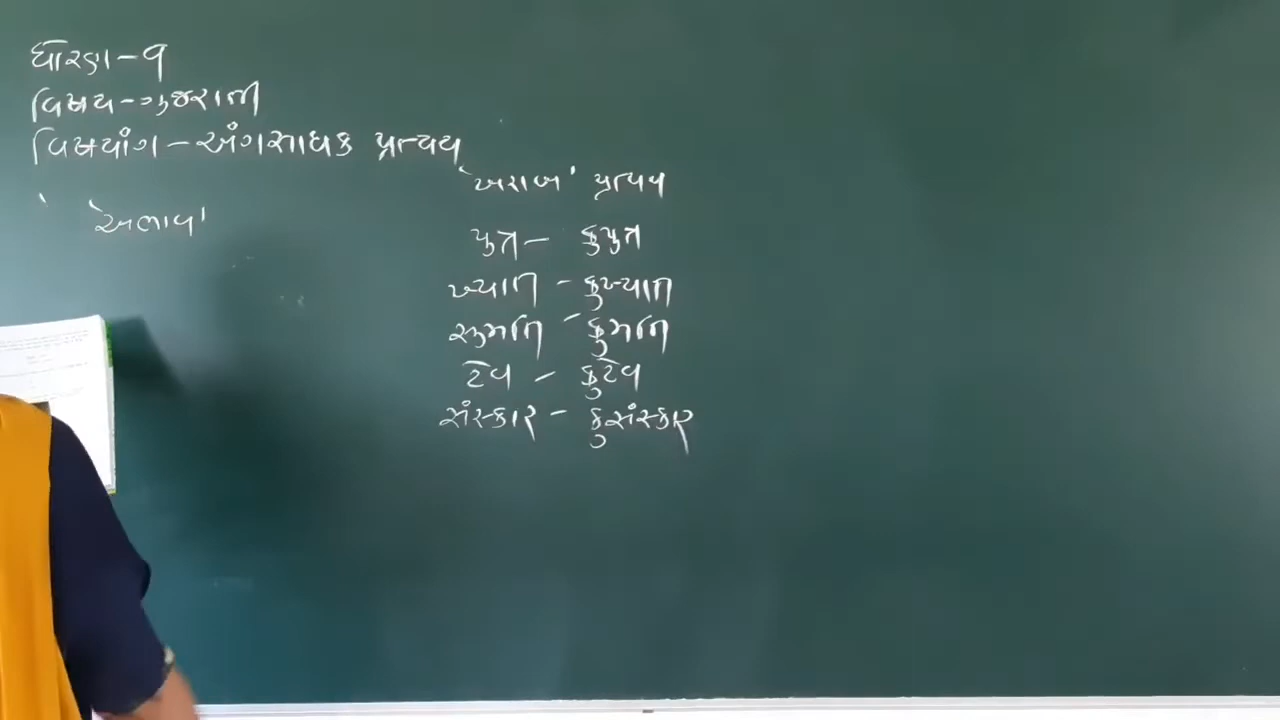 ધોરણ-૧
વિષય-ગુજરાતી
વિષયાંગ-અંગસાધક પ્રત્યય
'ખરાબ' પ્રત્યય
'અલાવા'
પુત્ર - કુપુત્ર
ખ્યાતિ - કુખ્યાતિ
સુમતિ - કુમતિ
ટેવ - કુટેવ
સંસ્કાર - કુસંસ્કાર